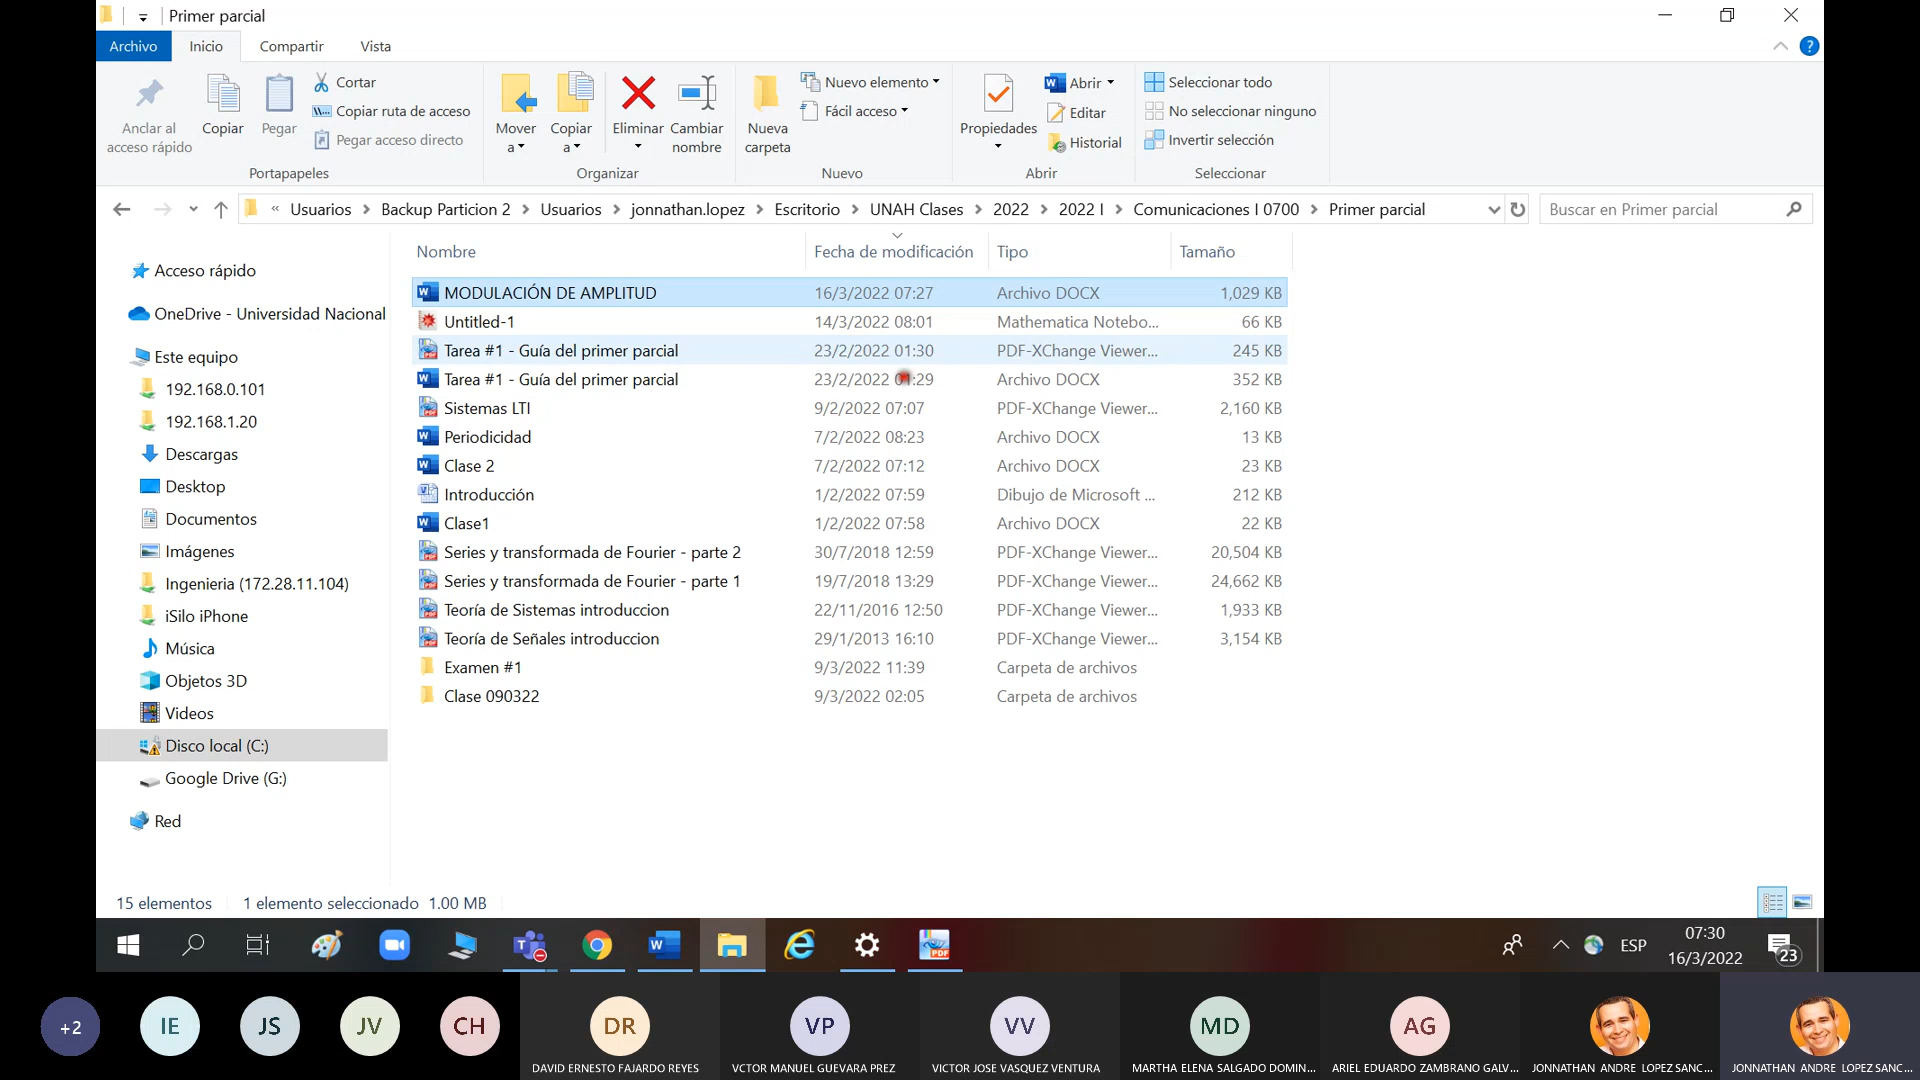 Primer parcial
Archivo Inicio Compartir Vista
Anclar al acceso rápido
Copiar
Pegar
Cortar
Copiar ruta de acceso
Pegar acceso directo
Portapapeles
Mover a
Copiar a
Eliminar
Cambiar nombre
Organizar
Nueva carpeta
Nuevo elemento
Fácil acceso
Nuevo
Propiedades
Abrir
Editar
Historial
Abrir
Seleccionar todo
No seleccionar ninguno
Invertir selección
Seleccionar
« Usuarios > Backup Particion 2 > Usuarios > jonnathan.lopez > Escritorio > UNAH Clases > 2022 > 2022 I > Comunicaciones I 0700 > Primer parcial
Buscar en Primer parcial
Acceso rápido
OneDrive - Universidad Nacional
Este equipo
192.168.0.101
192.168.1.20
Descargas
Desktop
Documentos
Imágenes
Ingenieria (172.28.11.104)
iSilo iPhone
Música
Objetos 3D
Videos
Disco local (C:)
Google Drive (G:)
Red
Nombre Fecha de modificación Tipo Tamaño
MODULACIÓN DE AMPLITUD 16/3/2022 07:27 Archivo DOCX 1,029 KB
Untitled-1 14/3/2022 08:01 Mathematica Notebo... 66 KB
Tarea #1 - Guía del primer parcial 23/2/2022 01:30 PDF-XChange Viewer... 245 KB
Tarea #1 - Guía del primer parcial 23/2/2022 Archivo DOCX 352 KB
Sistemas LTI 9/2/2022 07:07 PDF-XChange Viewer... 2,160 KB
Periodicidad 7/2/2022 08:23 Archivo DOCX 13 KB
Clase 2 7/2/2022 07:12 Archivo DOCX 23 KB
Introducción 1/2/2022 07:59 Dibujo de Microsoft ... 212 KB
Clase1 1/2/2022 07:58 Archivo DOCX 22 KB
Series y transformada de Fourier - parte 2 30/7/2018 12:59 PDF-XChange Viewer... 20,504 KB
Series y transformada de Fourier - parte 1 19/7/2018 13:29 PDF-XChange Viewer... 24,662 KB
Teoría de Sistemas introduccion 22/11/2016 12:50 PDF-XChange Viewer... 1,933 KB
Teoría de Señales introduccion 29/1/2013 16:10 PDF-XChange Viewer... 3,154 KB
Examen #1 9/3/2022 11:39 Carpeta de archivos
Clase 090322 9/3/2022 02:05 Carpeta de archivos
15 elementos 1 elemento seleccionado 1.00 MB
ESP
07:30
16/3/2022
23
+2 IE JS JV CH DR VP VV MD AG
DAVID ERNESTO FAJARDO REYES
VCTOR MANUEL GUEVARA PREZ
VICTOR JOSE VASQUEZ VENTURA
MARTHA ELENA SALGADO DOMIN...
ARIEL EDUARDO ZAMBRANO GALV...
JONNATHAN ANDRE LOPEZ SANC...
JONNATHAN ANDRE LOPEZ SANC...